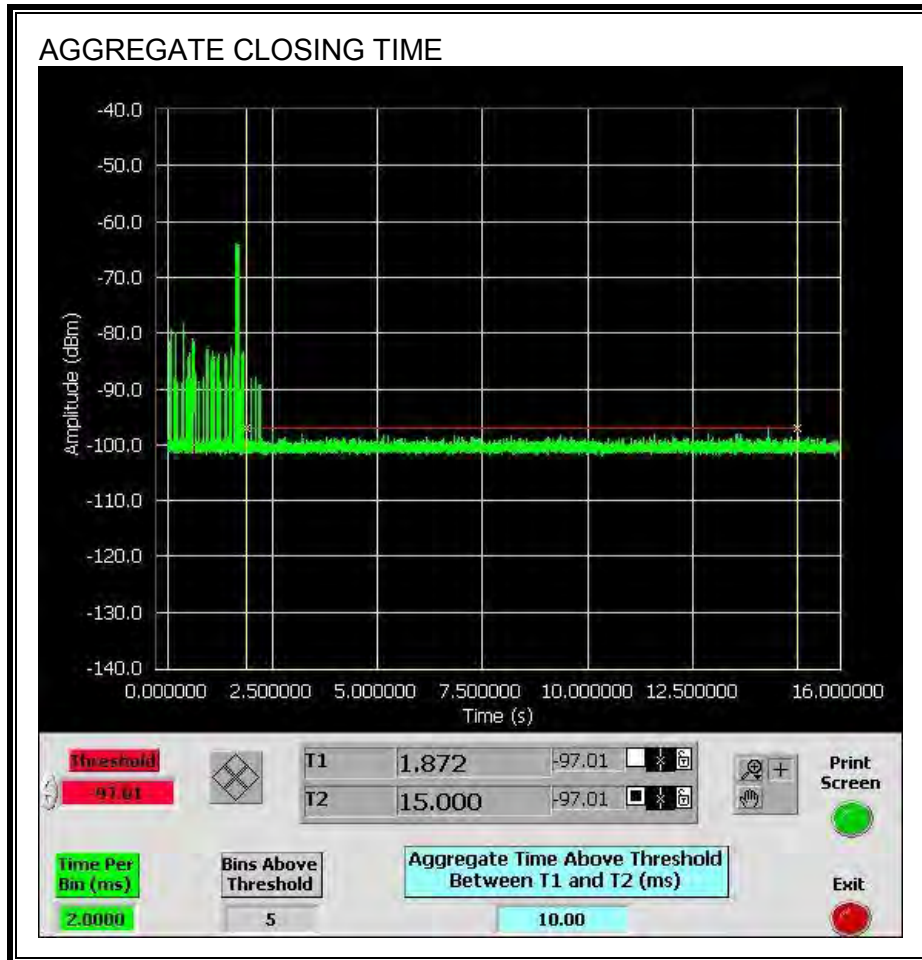 AGGREGATE CLOSING TIME
-40.0
-50.0
-60.0
-70.0
-80.0
-90.0
-100.0
-110.0
-120.0
-130.0
-140.0
Amplitude (dBm)
0.000000 2.500000 5.000000 7.500000 10.000000 12.500000 16.000000
Time (s)
Threshold
-97.01
T1 1.872 -97.01
T2 15.000 -97.01
Print
Screen
Time Per
Bin (ms)
2.0000
Bins Above
Threshold
5
Aggregate Time Above Threshold
Between T1 and T2 (ms)
10.00
Exit